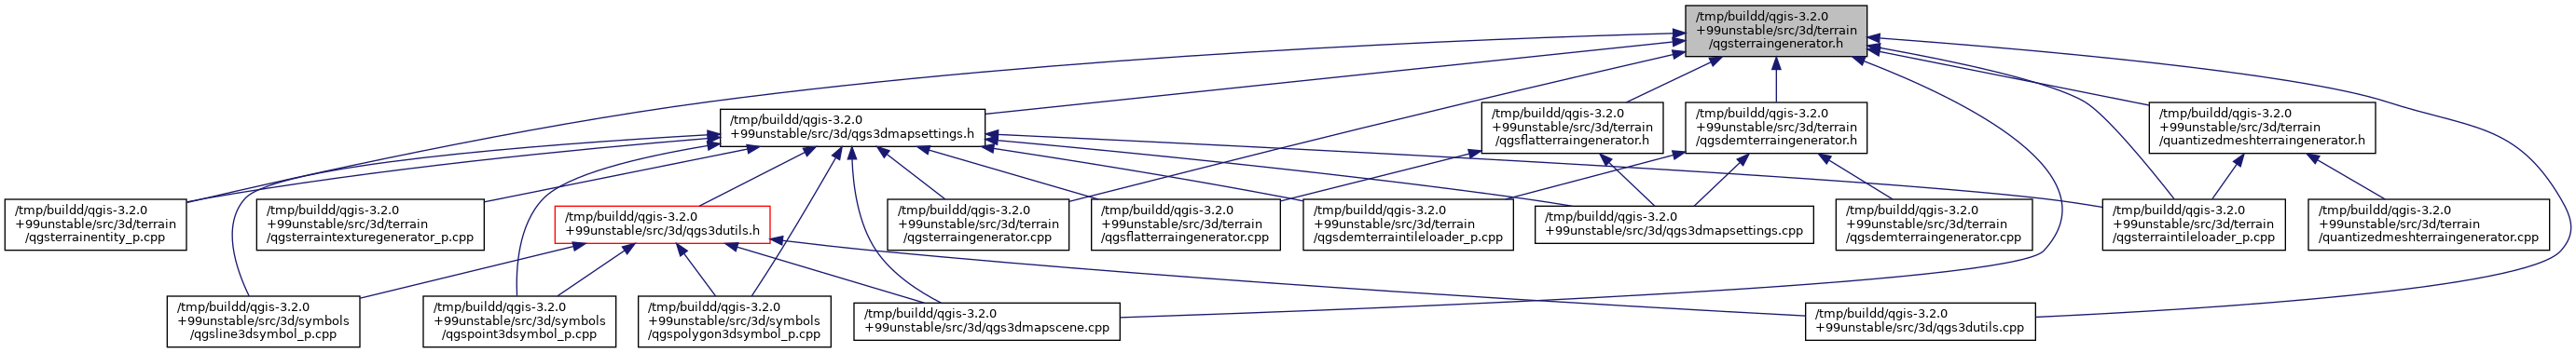 /tmp/buildd/qgis-3.2.0
+99unstable/src/3d/terrain
/qgsterraingenerator.h
/tmp/buildd/qgis-3.2.0
+99unstable/src/3d/qgs3dmapsettings.h
/tmp/buildd/qgis-3.2.0
+99unstable/src/3d/terrain
/qgsflatterraingenerator.h
/tmp/buildd/qgis-3.2.0
+99unstable/src/3d/terrain
/qgsdemterraingenerator.h
/tmp/buildd/qgis-3.2.0
+99unstable/src/3d/terrain
/quantizedmeshterraingenerator.h
/tmp/buildd/qgis-3.2.0
+99unstable/src/3d/terrain
/qgsterrainentity_p.cpp
/tmp/buildd/qgis-3.2.0
+99unstable/src/3d/terrain
/qgsterraintexturegenerator_p.cpp
/tmp/buildd/qgis-3.2.0
+99unstable/src/3d/qgs3dutils.h
/tmp/buildd/qgis-3.2.0
+99unstable/src/3d/terrain
/qgsterraingenerator.cpp
/tmp/buildd/qgis-3.2.0
+99unstable/src/3d/terrain
/qgsflatterraingenerator.cpp
/tmp/buildd/qgis-3.2.0
+99unstable/src/3d/terrain
/qgsdemterraintileloader_p.cpp
/tmp/buildd/qgis-3.2.0
+99unstable/src/3d/qgs3dmapsettings.cpp
/tmp/buildd/qgis-3.2.0
+99unstable/src/3d/terrain
/qgsdemterraingenerator.cpp
/tmp/buildd/qgis-3.2.0
+99unstable/src/3d/terrain
/qgsterraintileloader_p.cpp
/tmp/buildd/qgis-3.2.0
+99unstable/src/3d/terrain
/quantizedmeshterraingenerator.cpp
/tmp/buildd/qgis-3.2.0
+99unstable/src/3d/symbols
/qgsline3dsymbol_p.cpp
/tmp/buildd/qgis-3.2.0
+99unstable/src/3d/symbols
/qgspoint3dsymbol_p.cpp
/tmp/buildd/qgis-3.2.0
+99unstable/src/3d/symbols
/qgspolygon3dsymbol_p.cpp
/tmp/buildd/qgis-3.2.0
+99unstable/src/3d/qgs3dmapscene.cpp
/tmp/buildd/qgis-3.2.0
+99unstable/src/3d/qgs3dutils.cpp